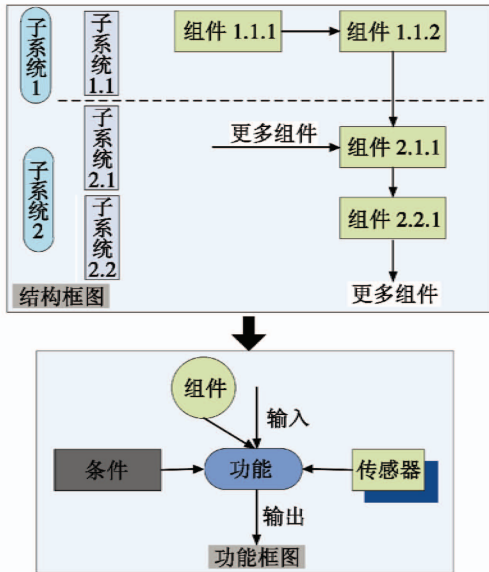 子系统1
子系统1.1
组件 1.1.1
组件 1.1.2
子系统2
子系统2.1
更多组件
组件 2.1.1
子系统2.2
组件 2.2.1
更多组件
结构框图
组件
输入
条件
功能
传感器
输出
功能框图